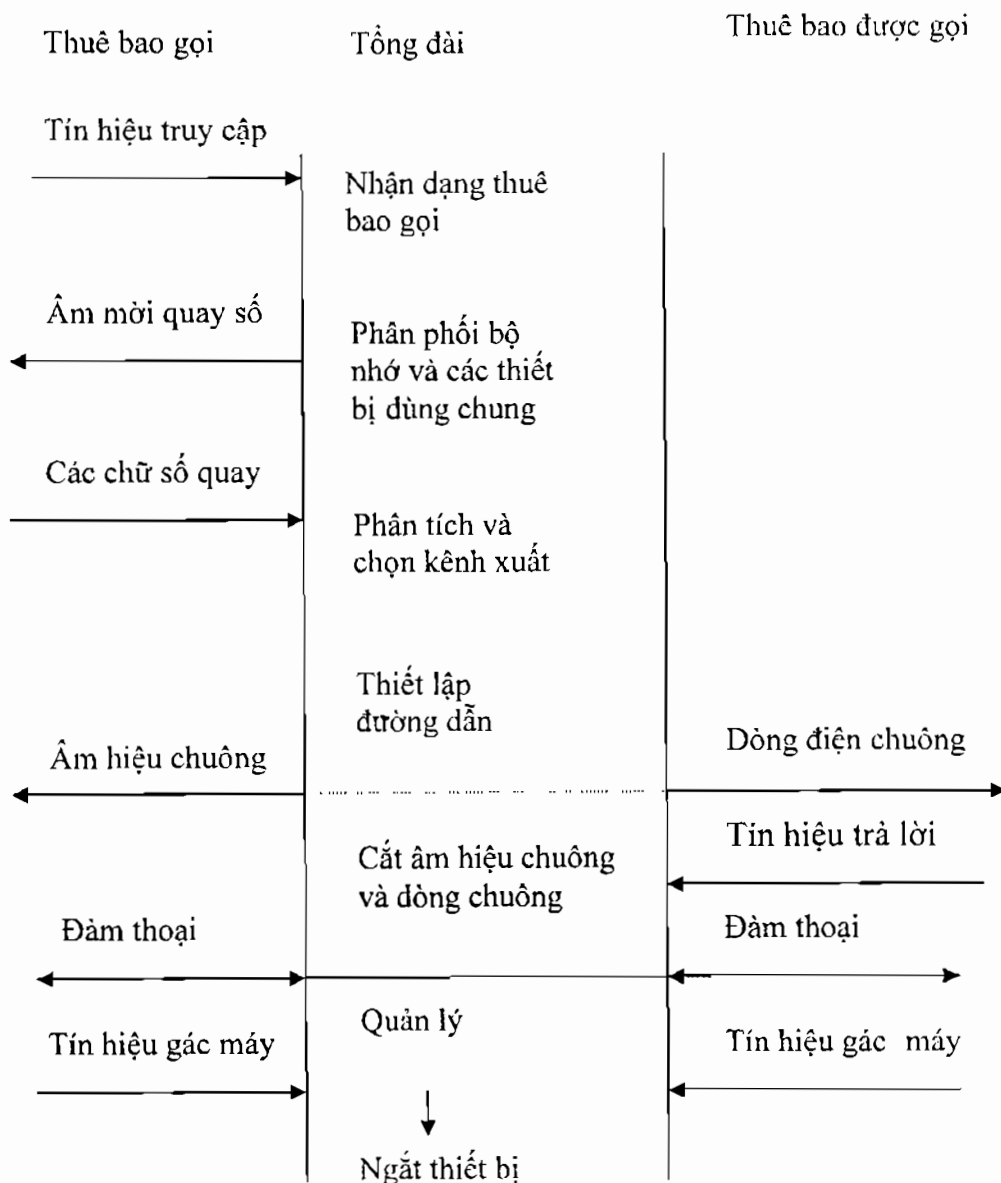 Thuê bao gọi
Tổng đài
Thuê bao được gọi
Tín hiệu truy cập
Nhận dạng thuê
bao gọi
Âm mời quay số
Phân phối bộ
nhớ và các thiết
bị dùng chung
Các chữ số quay
Phân tích và
chọn kênh xuất
Thiết lập
đường dẫn
Âm hiệu chuông
Dòng điện chuông
Cắt âm hiệu chuông
và dòng chuông
Tín hiệu trả lời
Đàm thoại
Đàm thoại
Quản lý
Tín hiệu gác máy
Tín hiệu gác máy
Ngắt thiết bị